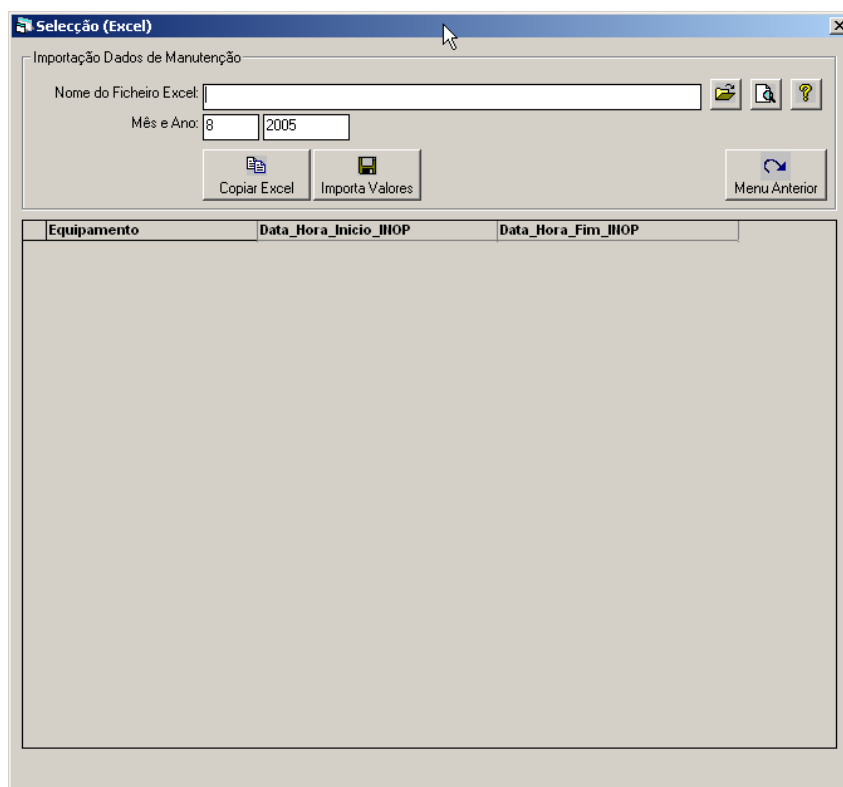 Selecção (Excel)
Importação Dados de Manutenção
Nome do Ficheiro Excel:
Mês e Ano: 8 2005
Copiar Excel Importa Valores Menu Anterior
Equipamento Data_Hora_Inicio_INOP Data_Hora_Fim_INOP